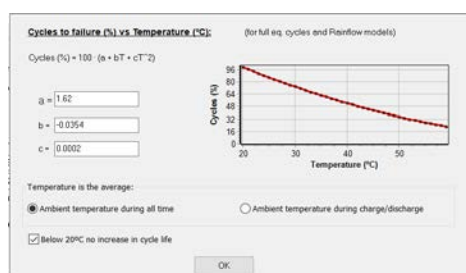 Cycles to failure (%) vs Temperature (ºC):
(for full eq. cycles and Rainflow models)
Cycles (%) = 100 · (a + bT + cT^2)
a = 1.62
b = -0.0354
c = 0.0002
Cycles (%)
96
80
64
48
32
16
0
20 30 40 50
Temperature (ºC)
Temperature is the average:
Ambient temperature during all time
Ambient temperature during charge/discharge
Below 20ºC no increase in cycle life
OK